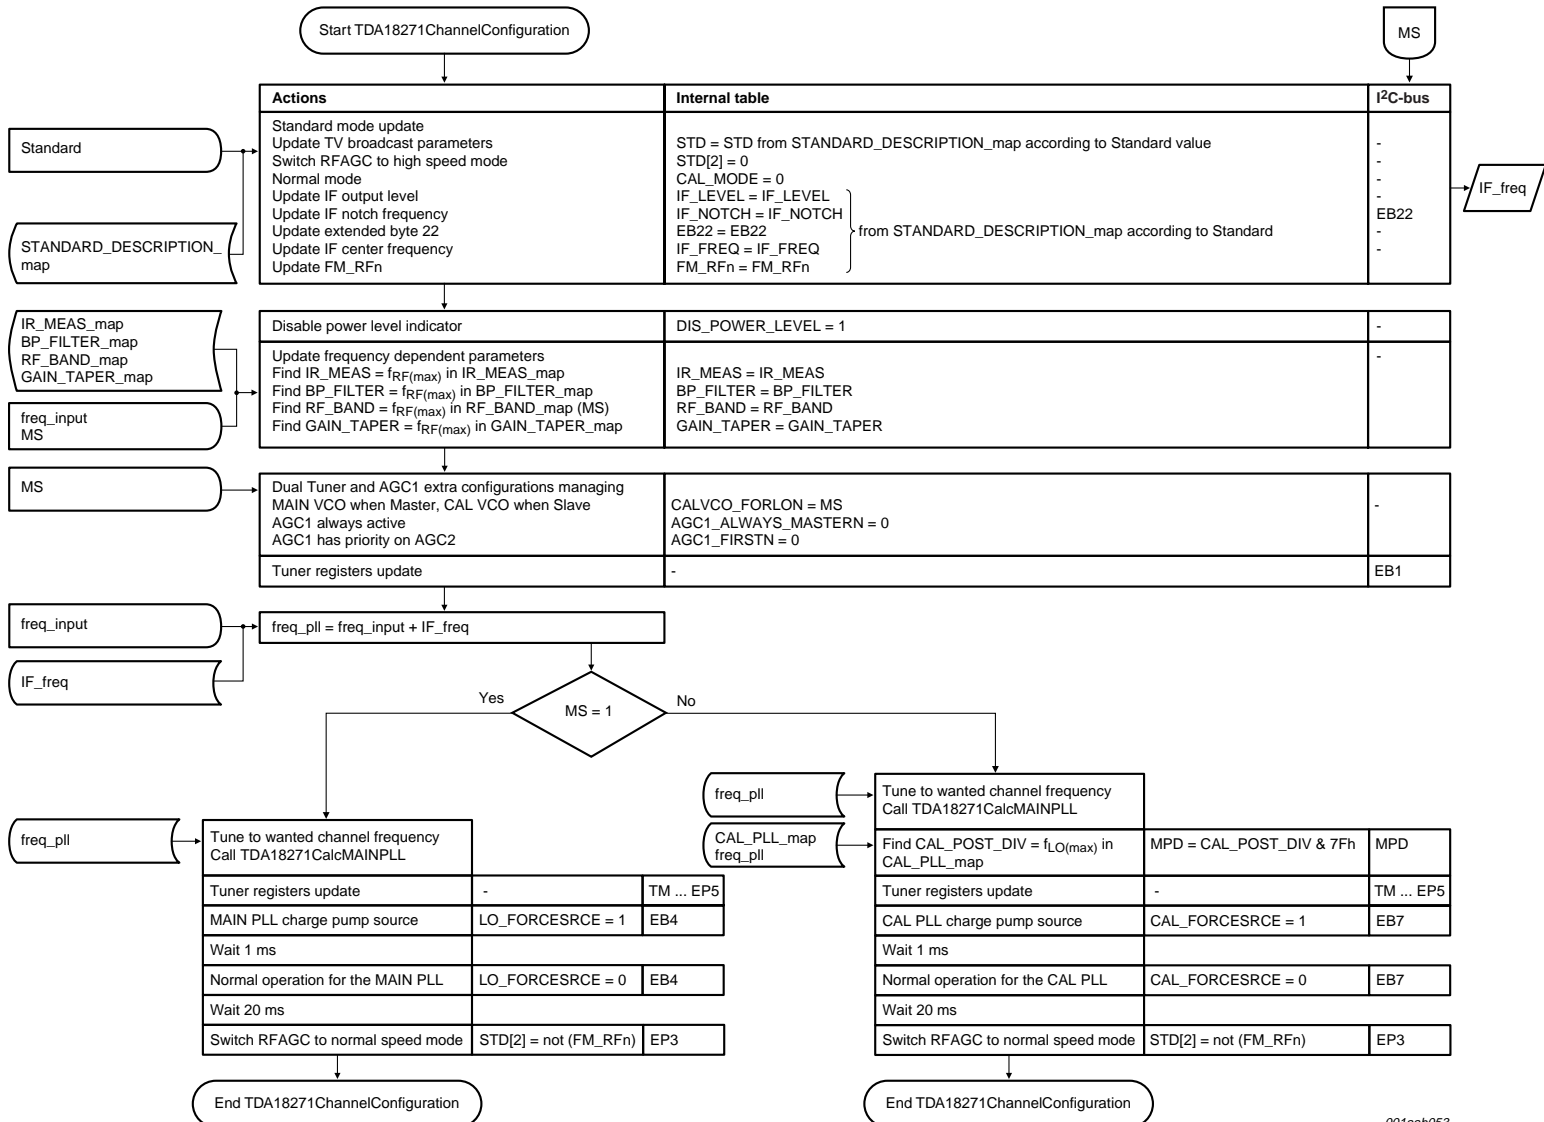 Start TDA18271ChannelConfiguration
MS
Actions
Internal table
I2C-bus
Standard
STANDARD_DESCRIPTION_
map
Standard mode update
Update TV broadcast parameters
Switch RFAGC to high speed mode
Normal mode
Update IF output level
Update IF notch frequency
Update extended byte 22
Update IF center frequency
Update FM_RFn
STD = STD from STANDARD_DESCRIPTION_map according to Standard value
STD[2] = 0
CAL_MODE = 0
IF_LEVEL = IF_LEVEL
IF_NOTCH = IF_NOTCH
EB22 = EB22
IF_FREQ = IF_FREQ
FM_RFn = FM_RFn
from STANDARD_DESCRIPTION_map according to Standard
-
-
-
-
EB22
-
-
IF_freq
IR_MEAS_map
BP_FILTER_map
RF_BAND_map
GAIN_TAPER_map
freq_input
MS
Disable power level indicator
DIS_POWER_LEVEL = 1
-
Update frequency dependent parameters
Find IR_MEAS = fRF(max) in IR_MEAS_map
Find BP_FILTER = fRF(max) in BP_FILTER_map
Find RF_BAND = fRF(max) in RF_BAND_map (MS)
Find GAIN_TAPER = fRF(max) in GAIN_TAPER_map
IR_MEAS = IR_MEAS
BP_FILTER = BP_FILTER
RF_BAND = RF_BAND
GAIN_TAPER = GAIN_TAPER
-
MS
Dual Tuner and AGC1 extra configurations managing
MAIN VCO when Master, CAL VCO when Slave
AGC1 always active
AGC1 has priority on AGC2
CALVCO_FORLON = MS
AGC1_ALWAYS_MASTERN = 0
AGC1_FIRSTN = 0
-
Tuner registers update
-
EB1
freq_input
IF_freq
freq_pll = freq_input + IF_freq
Yes
MS = 1
No
freq_pll
Tune to wanted channel frequency
Call TDA18271CalcMAINPLL
Tuner registers update
-
TM ... EP5
MAIN PLL charge pump source
LO_FORCESRCE = 1
EB4
Wait 1 ms
Normal operation for the MAIN PLL
LO_FORCESRCE = 0
EB4
Wait 20 ms
Switch RFAGC to normal speed mode
STD[2] = not (FM_RFn)
EP3
End TDA18271ChannelConfiguration
freq_pll
Tune to wanted channel frequency
Call TDA18271CalcMAINPLL
CAL_PLL_map
freq_pll
Find CAL_POST_DIV = fLO(max) in
CAL_PLL_map
MPD = CAL_POST_DIV & 7Fh
MPD
Tuner registers update
-
TM ... EP5
CAL PLL charge pump source
CAL_FORCESRCE = 1
EB7
Wait 1 ms
Normal operation for the CAL PLL
CAL_FORCESRCE = 0
EB7
Wait 20 ms
Switch RFAGC to normal speed mode
STD[2] = not (FM_RFn)
EP3
End TDA18271ChannelConfiguration